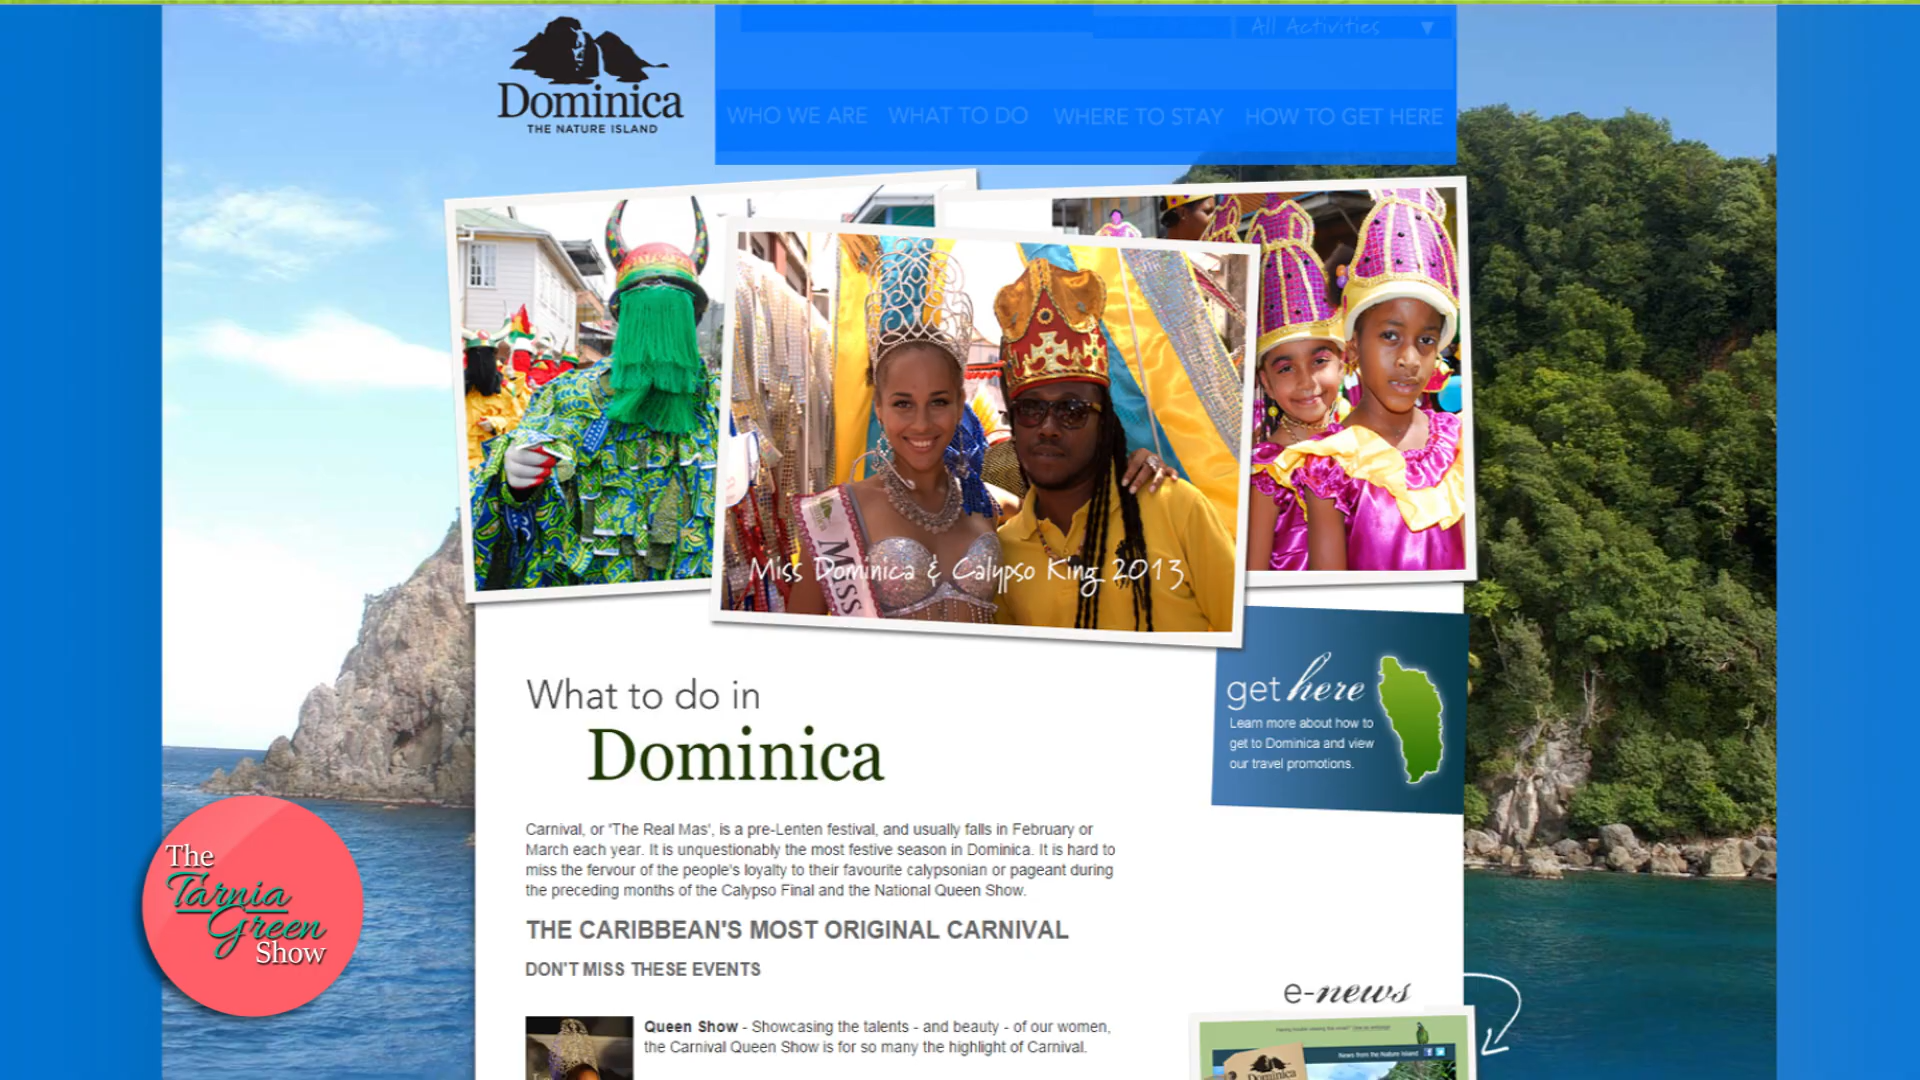 All Activities
Dominica
THE NATURE ISLAND
WHO WE ARE WHAT TO DO WHERE TO STAY HOW TO GET HERE
MISS
Miss Dominica & Calypso King 2013
What to do in
Dominica
get here
Learn more about how to
get to Dominica and view
our travel promotions.
Carnival, or 'The Real Mas', is a pre-Lenten festival, and usually falls in February or
March each year. It is unquestionably the most festive season in Dominica. It is hard to
miss the fervour of the people's loyalty to their favourite calypsonian or pageant during
the preceding months of the Calypso Final and the National Queen Show.
THE CARIBBEAN'S MOST ORIGINAL CARNIVAL
DON'T MISS THESE EVENTS
Queen Show - Showcasing the talents - and beauty - of our women,
the Carnival Queen Show is for so many the highlight of Carnival.
The
Tarnia
Green
Show
e-news
News from the Nature Island
Dominica